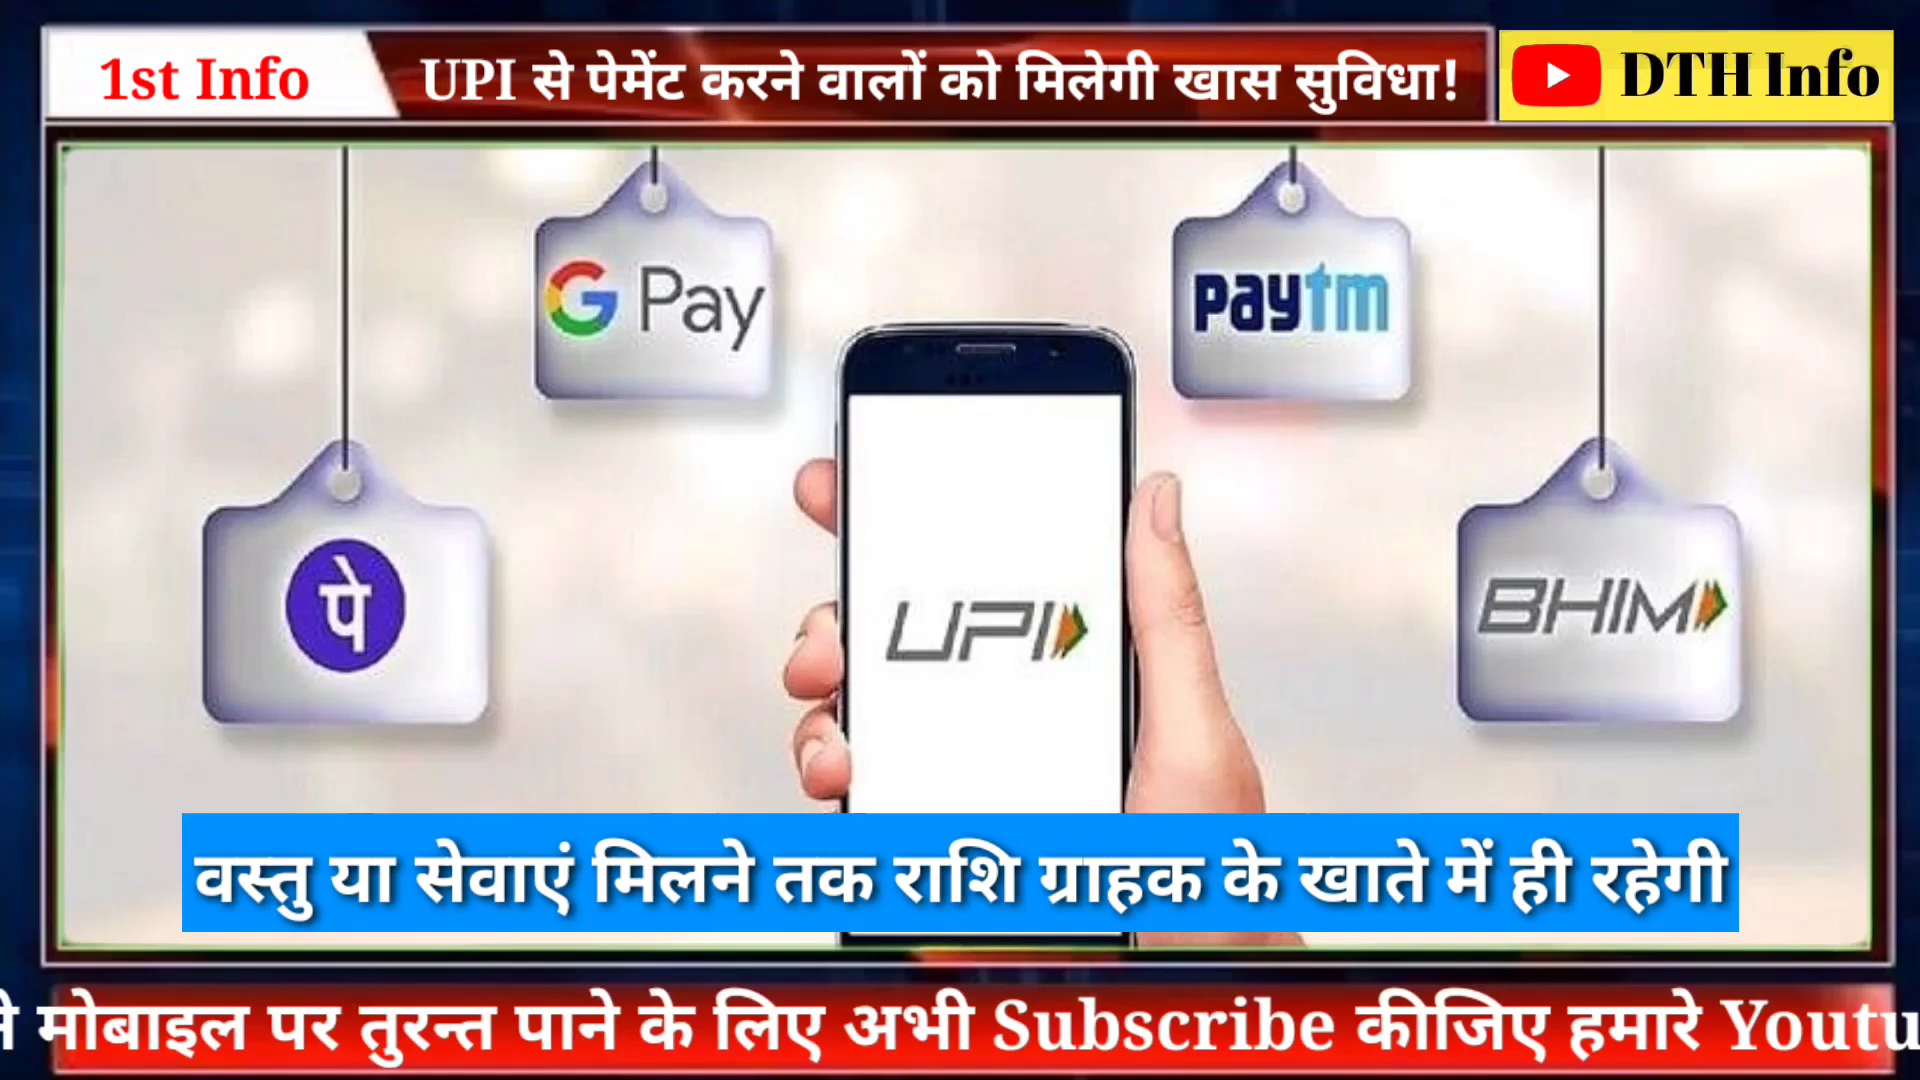 1st Info
UPI से पेमेंट करने वालों को मिलेगी खास सुविधा!
DTH Info
G Pay
paytm
पे
UPI
BHIM
वस्तु या सेवाएं मिलने तक राशि ग्राहक के खाते में ही रहेगी
मोबाइल पर तुरन्त पाने के लिए अभी Subscribe कीजिए हमारे Youtu